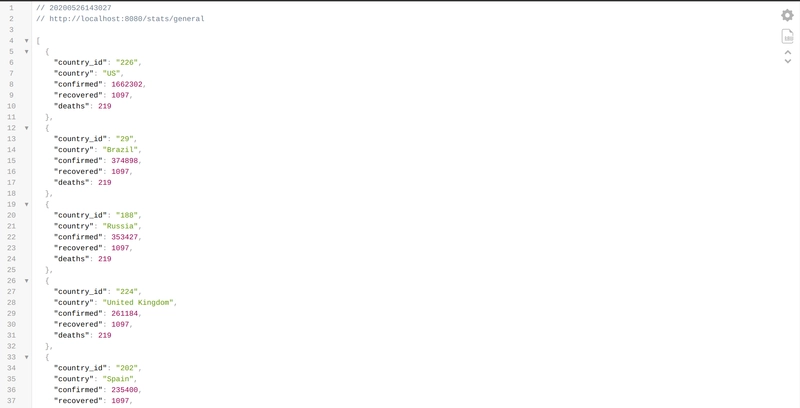 1 // 20200526143027
2 // http://localhost:8080/stats/general
3
4 [
5 {
6 "country_id": "226",
7 "country": "US",
8 "confirmed": 1662302,
9 "recovered": 1097,
10 "deaths": 219
11 },
12 {
13 "country_id": "29",
14 "country": "Brazil",
15 "confirmed": 374898,
16 "recovered": 1097,
17 "deaths": 219
18 },
19 {
20 "country_id": "188",
21 "country": "Russia",
22 "confirmed": 353427,
23 "recovered": 1097,
24 "deaths": 219
25 },
26 {
27 "country_id": "224",
28 "country": "United Kingdom",
29 "confirmed": 261184,
30 "recovered": 1097,
31 "deaths": 219
32 },
33 {
34 "country_id": "202",
35 "country": "Spain",
36 "confirmed": 235400,
37 "recovered": 1097,